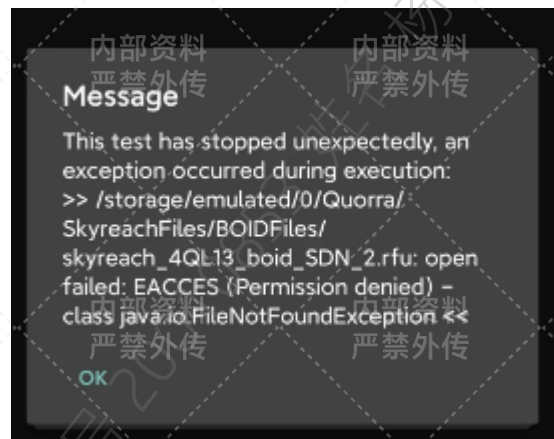 内部资料 内部资料
严禁外传 严禁外传
Message
This test has stopped unexpectedly, an
exception occurred during execution:
>> /storage/emulated/0/Quorra/
SkyreachFiles/BOIDFiles/
skyreach_4QL13_boid_SDN_2.rfu: open
failed: EACCES (Permission denied) –
class java.io.FileNotFoundException <<
内部资料 内部资料
严禁外传 严禁外传
OK